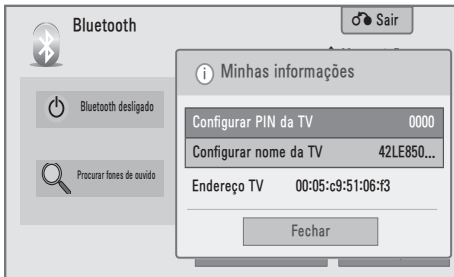 Bluetooth
Sair
Bluetooth desligado
Procurar fones de ouvido
Minhas informações
Configurar PIN da TV 0000
Configurar nome da TV 42LE850...
Endereço TV 00:05:c9:51:06:f3
Fechar